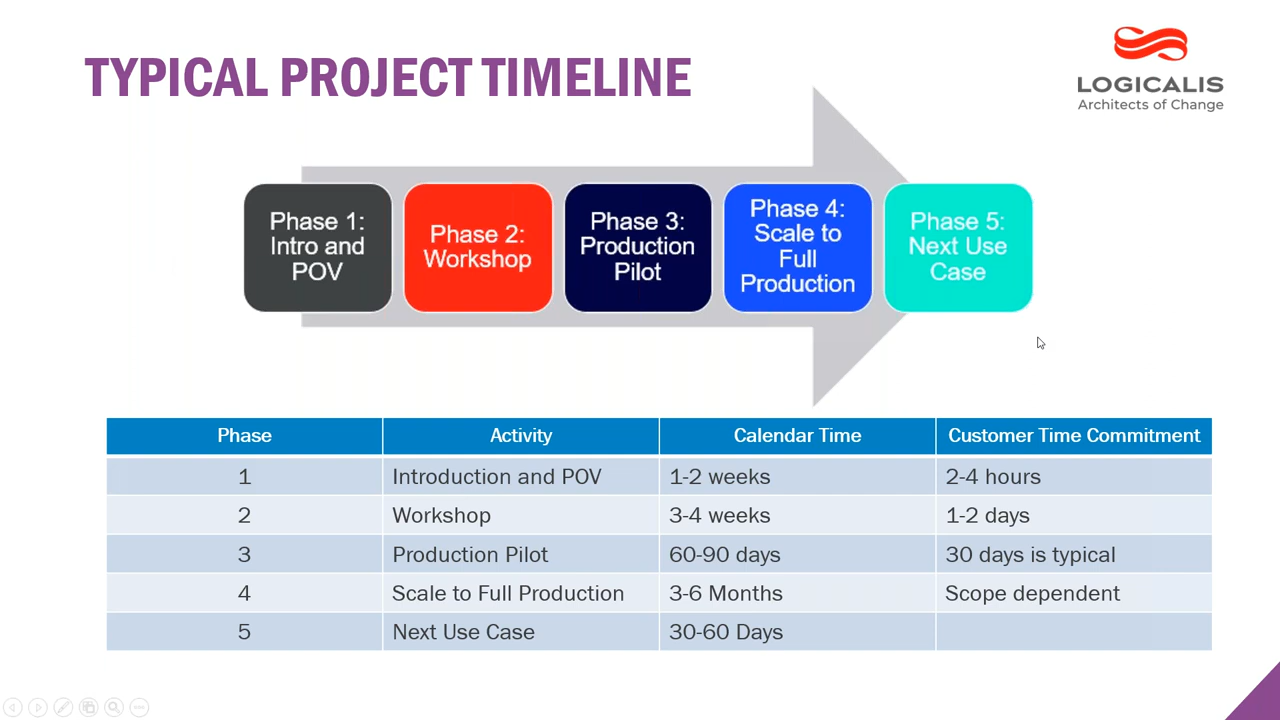 TYPICAL PROJECT TIMELINE
LOGICALIS
Architects of Change
Phase 1:
Intro and
POV
Phase 2:
Workshop
Phase 3:
Production
Pilot
Phase 4:
Scale to
Full
Production
Phase 5:
Next Use
Case
Phase Activity Calendar Time Customer Time Commitment
1 Introduction and POV 1-2 weeks 2-4 hours
2 Workshop 3-4 weeks 1-2 days
3 Production Pilot 60-90 days 30 days is typical
4 Scale to Full Production 3-6 Months Scope dependent
5 Next Use Case 30-60 Days